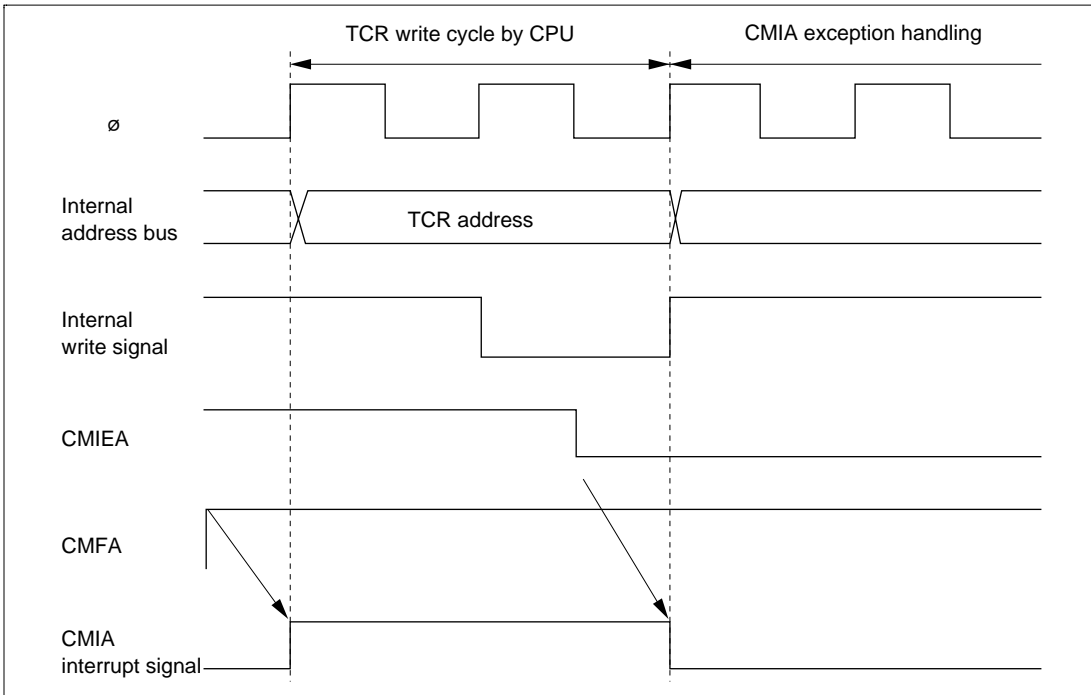 TCR write cycle by CPU
CMIA exception handling
ø
Internal
address bus
TCR address
Internal
write signal
CMIEA
CMFA
CMIA
interrupt signal